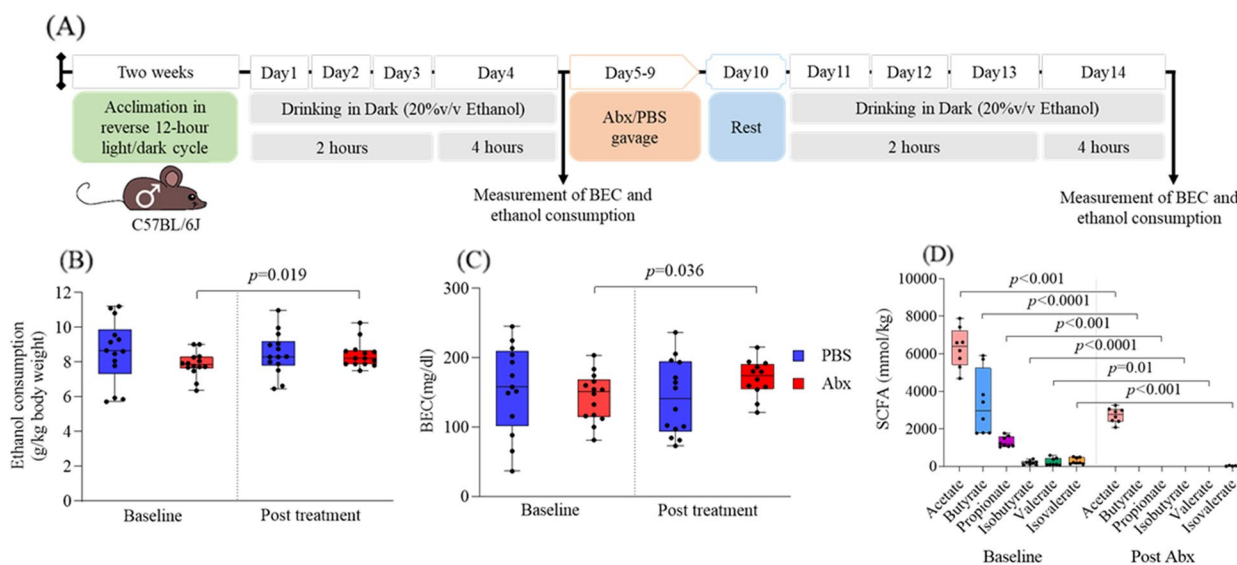 (A)
Two weeks
Day1
Day2
Day3
Day4
Day5-9
Day10
Day11
Day12
Day13
Day14
Acclimation in
reverse 12-hour
light/dark cycle
Drinking in Dark (20%v/v Ethanol)
2 hours
4 hours
Abx/PBS
gavage
Rest
Drinking in Dark (20%v/v Ethanol)
2 hours
4 hours
C57BL/6J
Measurement of BEC and
ethanol consumption
Measurement of BEC and
ethanol consumption
(B)
p=0.019
Ethanol consumption
(g/kg body weight)
12
10
8
6
4
2
0
Baseline
Post treatment
(C)
p=0.036
BEC(mg/dl)
300
200
100
0
Baseline
Post treatment
PBS
Abx
(D)
p<0.001
p<0.0001
p<0.001
p<0.0001
p=0.01
p<0.001
SCFA (mmol/kg)
10000
8000
6000
4000
2000
0
Acetate
Butyrate
Propionate
Isobutyrate
Valerate
Isovalerate
Acetate
Butyrate
Propionate
Isobutyrate
Valerate
Isovalerate
Baseline
Post Abx